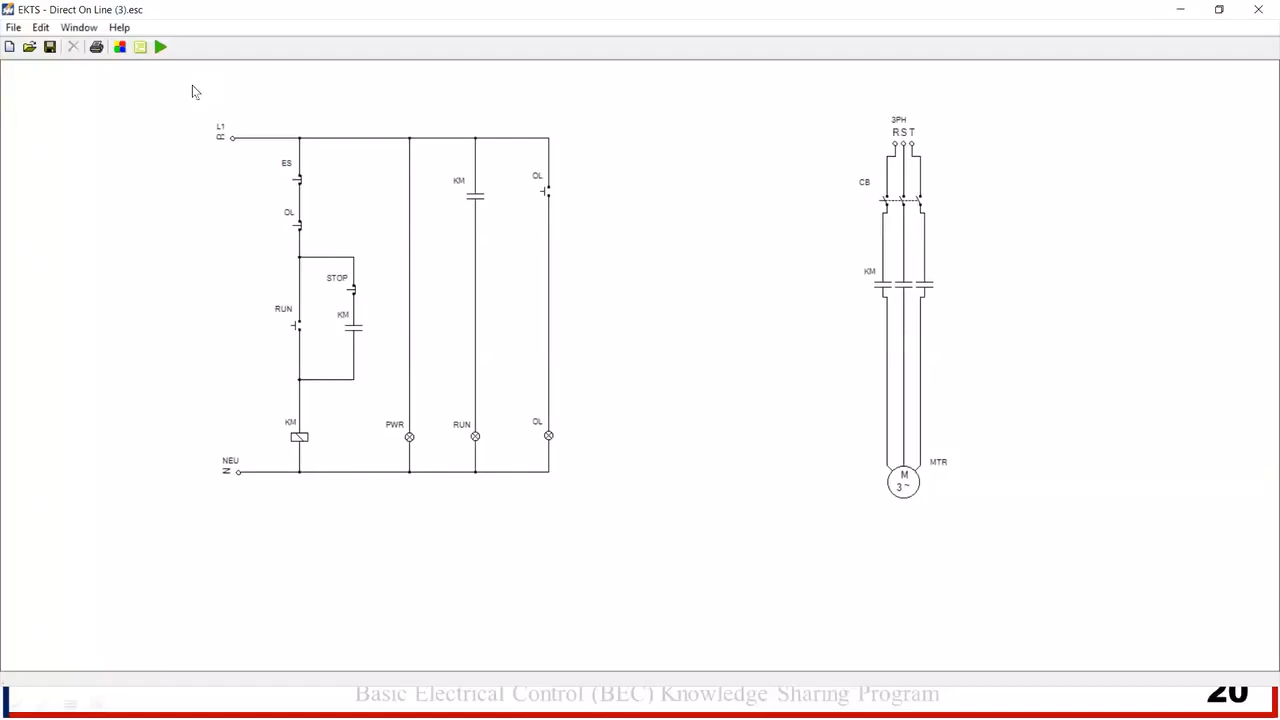 EKTS - Direct On Line (3).esc
File Edit Window Help
L1
R
ES
OL
STOP
RUN
KM
KM
NEU
N
PWR
KM
RUN
OL
OL
3PH
R S T
CB
KM
MTR
M
3 ~
Basic Electrical Control (BEC) Knowledge Sharing Program
20